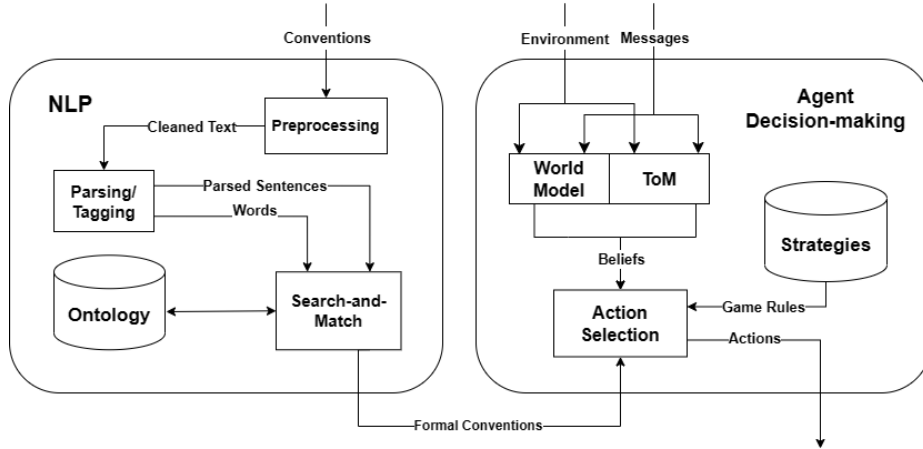 Conventions
Environment
Messages
NLP
Agent
Decision-making
Preprocessing
Cleaned Text
Parsing/
Tagging
Parsed Sentences
Words
World
Model
ToM
Strategies
Beliefs
Ontology
Search-and-
Match
Action
Selection
Game Rules
Actions
Formal Conventions